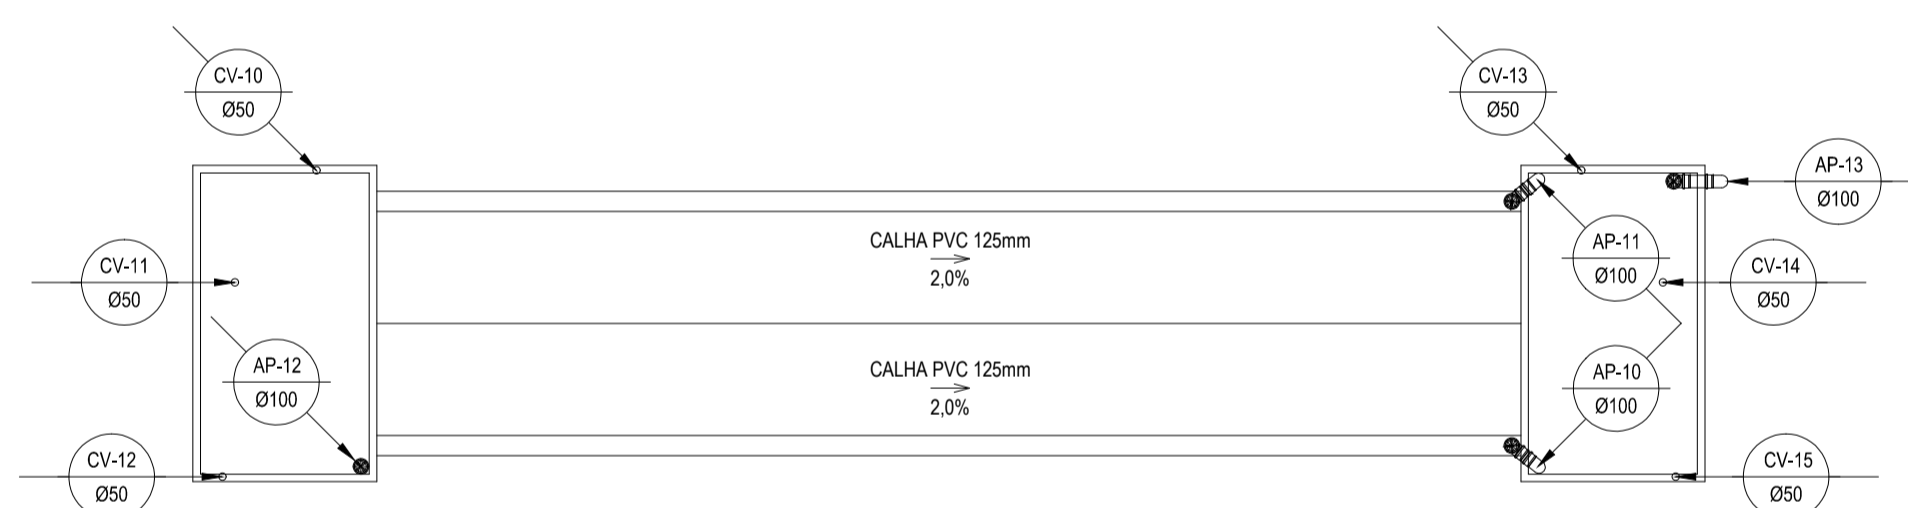 CV-10
Ø50
CV-13
Ø50
AP-13
Ø100
CALHA PVC 125mm
2,0%
AP-11
Ø100
CV-11
Ø50
CV-14
Ø50
AP-12
Ø100
CALHA PVC 125mm
2,0%
AP-10
Ø100
CV-12
Ø50
CV-15
Ø50